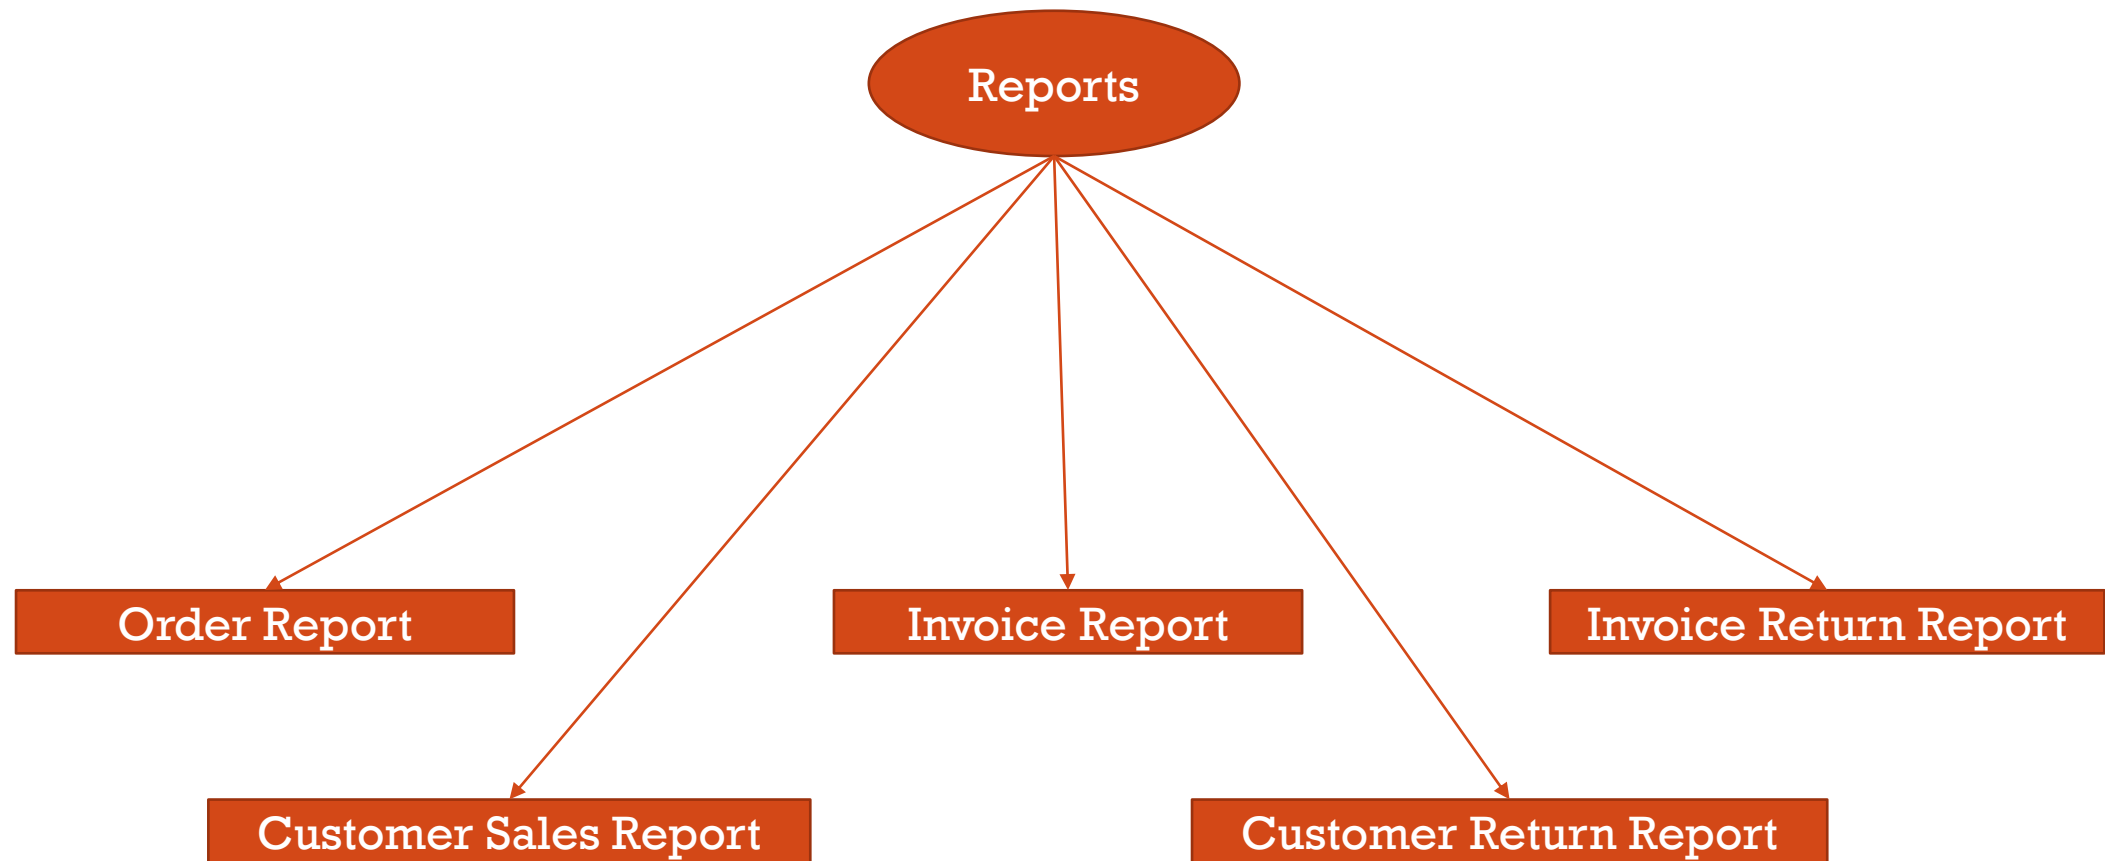 Reports
Order Report
Invoice Report
Invoice Return Report
Customer Sales Report
Customer Return Report